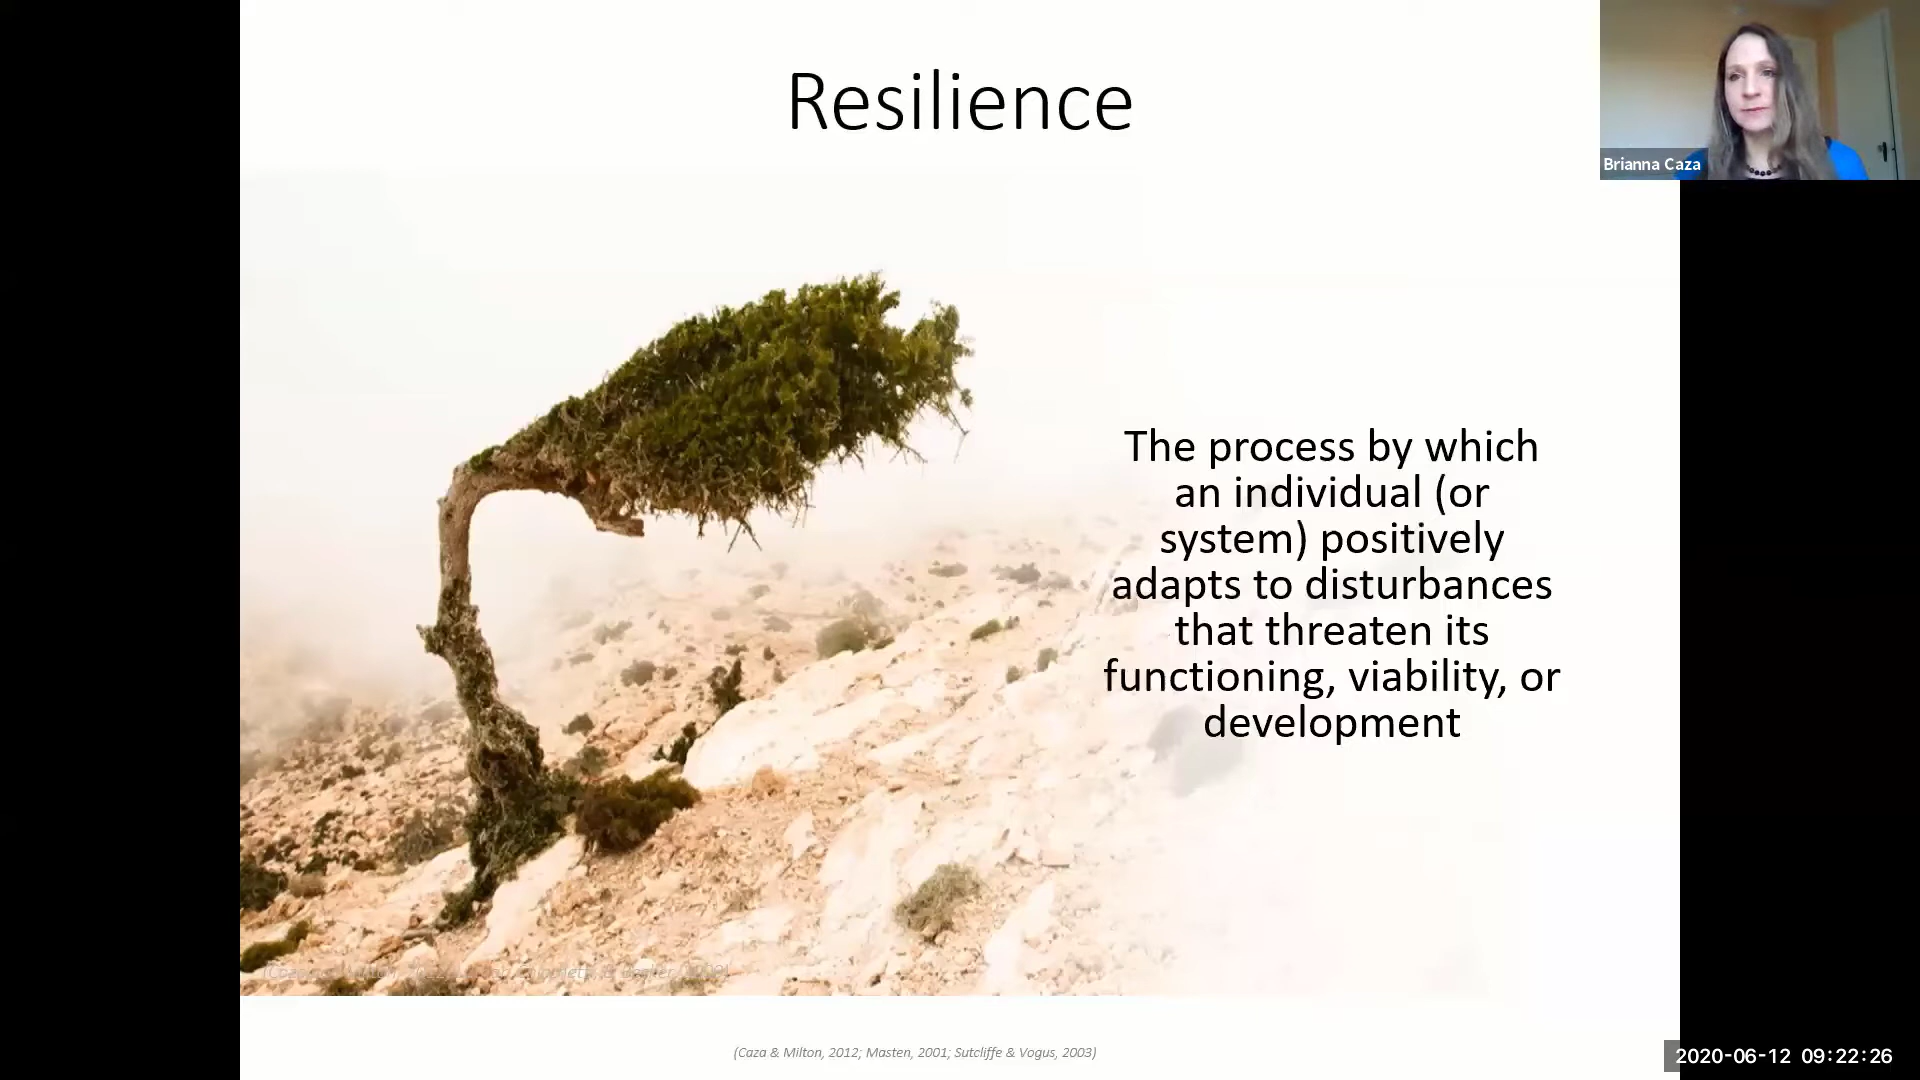 Resilience
Brianna Caza
The process by which
an individual (or
system) positively
adapts to disturbances
that threaten its
functioning, viability, or
development
(Caza & Milton, 2012; Masten, 2001; Sutcliffe & Vogus, 2003)
2020-06-12 09:22:26